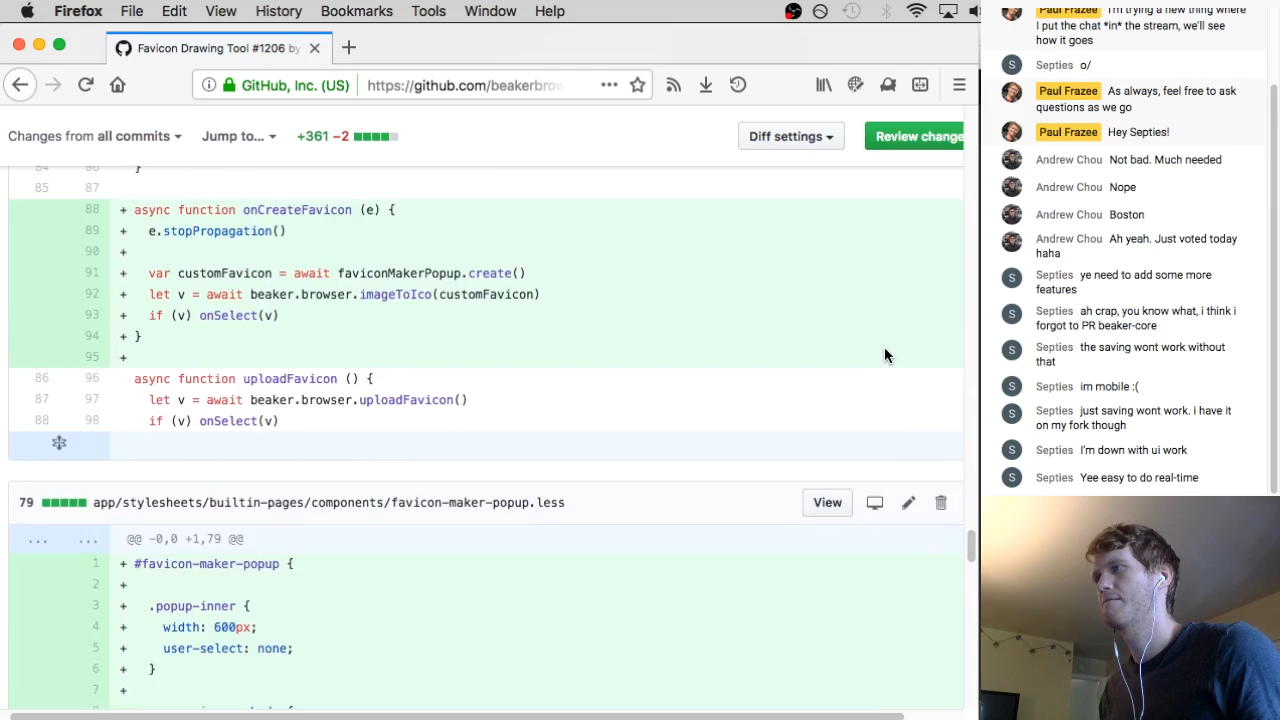 Firefox File Edit View History Bookmarks Tools Window Help
Favicon Drawing Tool #1206 by
GitHub, Inc. (US) https://github.com/beakerbrow
Changes from all commits Jump to... +361 −2 Diff settings Review change
84 86 }
85 87
88 + async function onCreateFavicon (e) {
89 + e.stopPropagation()
90 +
91 + var customFavicon = await faviconMakerPopup.create()
92 + let v = await beaker.browser.imageToIco(customFavicon)
93 + if (v) onSelect(v)
94 + }
95 +
86 96 async function uploadFavicon () {
87 97 let v = await beaker.browser.uploadFavicon()
88 98 if (v) onSelect(v)
79 app/stylesheets/builtin-pages/components/favicon-maker-popup.less View
... ... @@ -0,0 +1,79 @@
1 + #favicon-maker-popup {
2 +
3 + .popup-inner {
4 + width: 600px;
5 + user-select: none;
6 + }
7 +
Paul Frazee I'm trying a new thing where
I put the chat *in* the stream, we'll see
how it goes
S Septies o/
Paul Frazee As always, feel free to ask
questions as we go
Paul Frazee Hey Septies!
Andrew Chou Not bad. Much needed
Andrew Chou Nope
Andrew Chou Boston
Andrew Chou Ah yeah. Just voted today
haha
S Septies ye need to add some more
features
S Septies ah crap, you know what, i think i
forgot to PR beaker-core
S Septies the saving wont work without
that
S Septies im mobile :(
S Septies just saving wont work. i have it
on my fork though
S Septies I'm down with ui work
S Septies Yee easy to do real-time